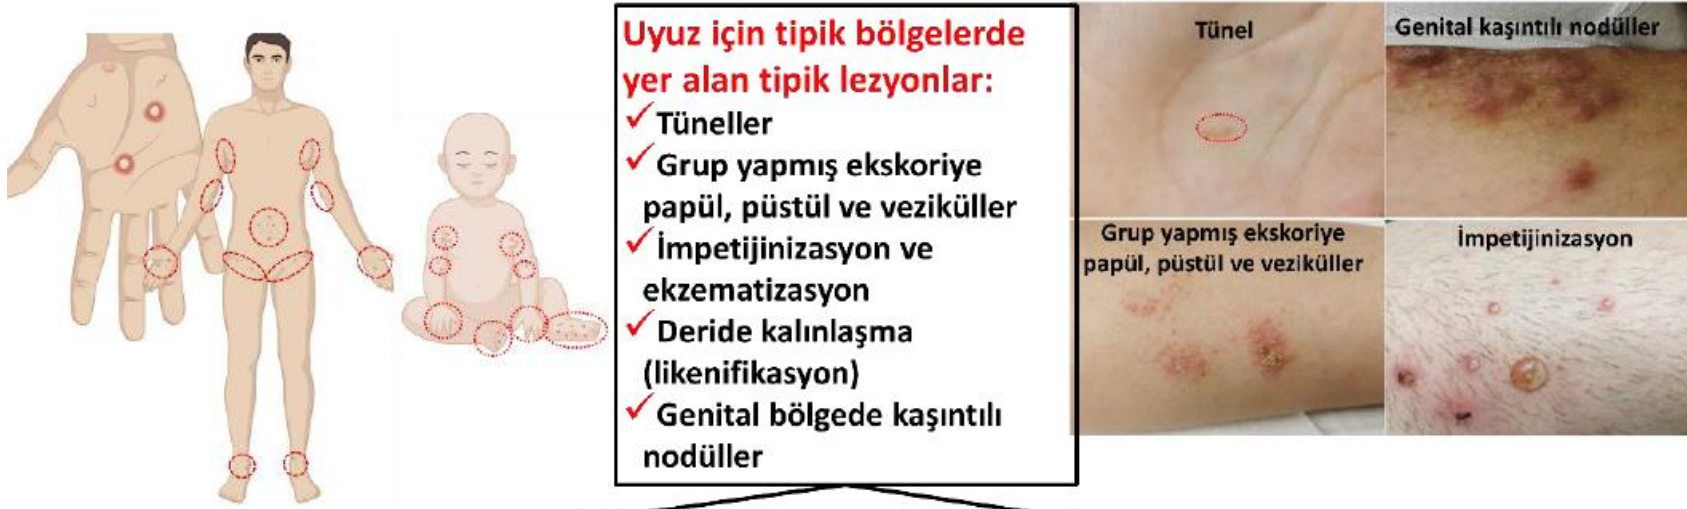 Uyuz için tipik bölgelerde
yer alan tipik lezyonlar:
✓Tüneller
✓Grup yapmış ekskoriye
papül, püstül ve veziküller
✓İmpetijinizasyon ve
ekzematizasyon
✓Deride kalınlaşma
(likenifikasyon)
✓Genital bölgede kaşıntılı
nodüller
Tünel
Genital kaşıntılı nodüller
Grup yapmış ekskoriye
papül, püstül ve veziküller
İmpetijinizasyon